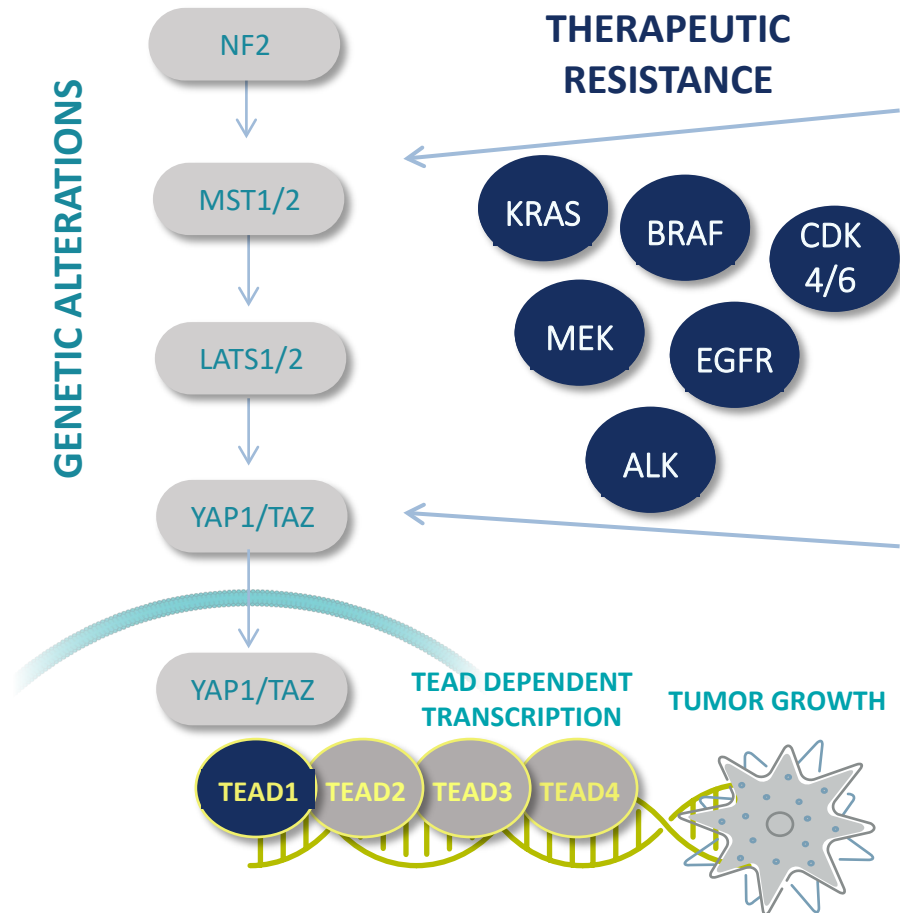 GENETIC ALTERATIONS
NF2
MST1/2
LATS1/2
YAP1/TAZ
YAP1/TAZ
THERAPEUTIC
RESISTANCE
KRAS
BRAF
CDK
4/6
MEK
EGFR
ALK
TEAD DEPENDENT
TRANSCRIPTION
TUMOR GROWTH
TEAD1
TEAD2
TEAD3
TEAD4